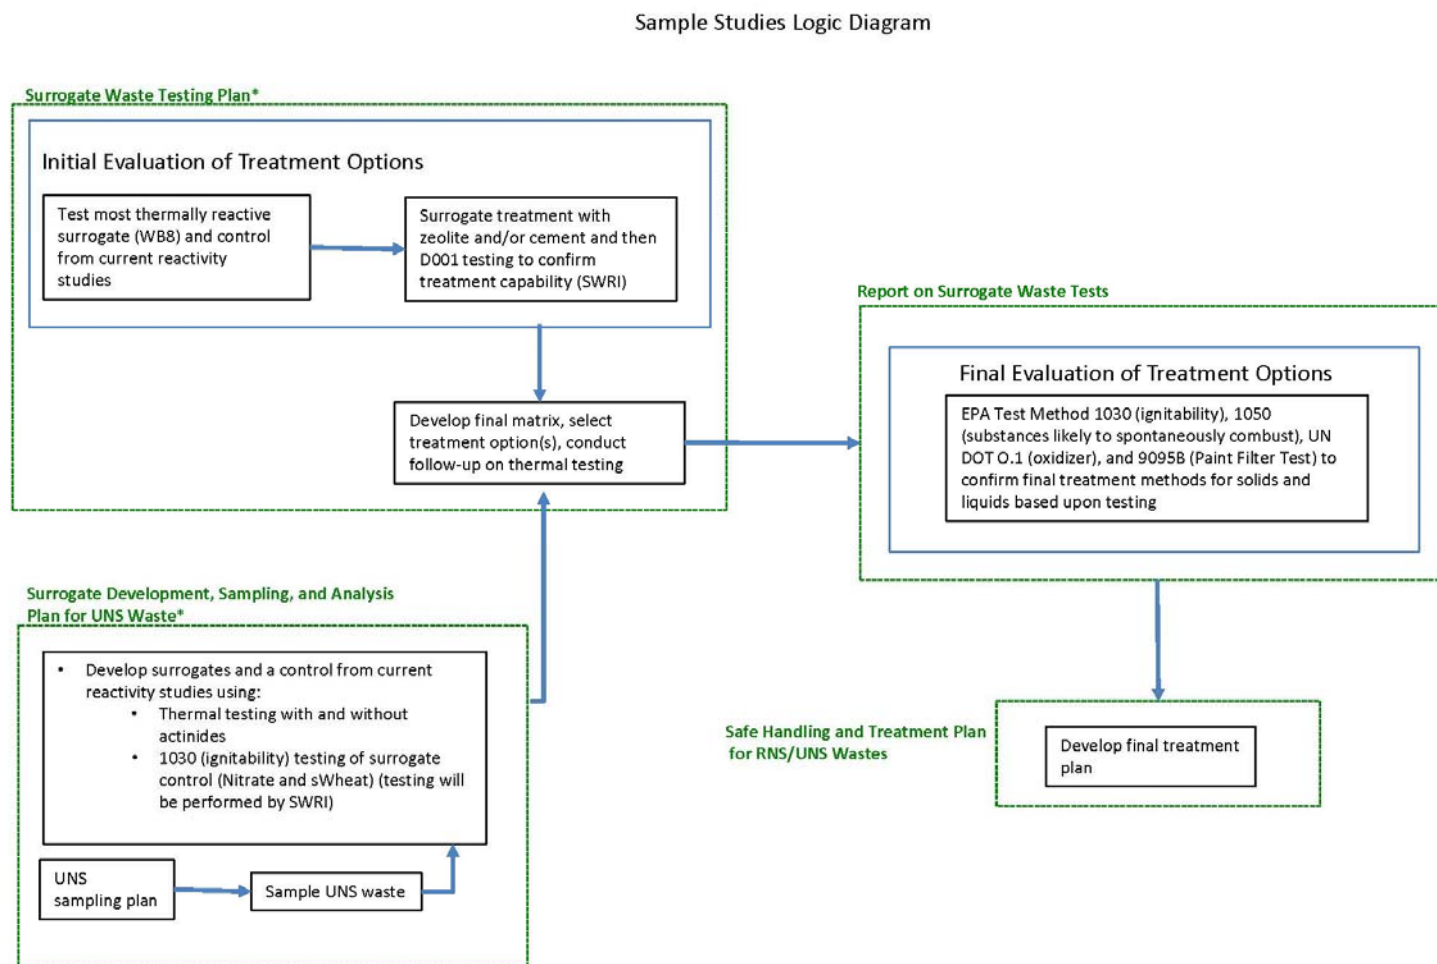 Sample Studies Logic Diagram
Surrogate Waste Testing Plan*
Initial Evaluation of Treatment Options
Test most thermally reactive
surrogate (WB8) and control
from current reactivity
studies
Surrogate treatment with
zeolite and/or cement and then
D001 testing to confirm
treatment capability (SWRI)
Develop final matrix, select
treatment option(s), conduct
follow-up on thermal testing
Report on Surrogate Waste Tests
Final Evaluation of Treatment Options
EPA Test Method 1030 (ignitability), 1050
(substances likely to spontaneously combust), UN
DOT O.1 (oxidizer), and 9095B (Paint Filter Test) to
confirm final treatment methods for solids and
liquids based upon testing
Surrogate Development, Sampling, and Analysis
Plan for UNS Waste*
• Develop surrogates and a control from current
reactivity studies using:
• Thermal testing with and without
actinides
• 1030 (ignitability) testing of surrogate
control (Nitrate and sWheat) (testing will
be performed by SWRI)
UNS
sampling plan
Sample UNS waste
Safe Handling and Treatment Plan
for RNS/UNS Wastes
Develop final treatment
plan